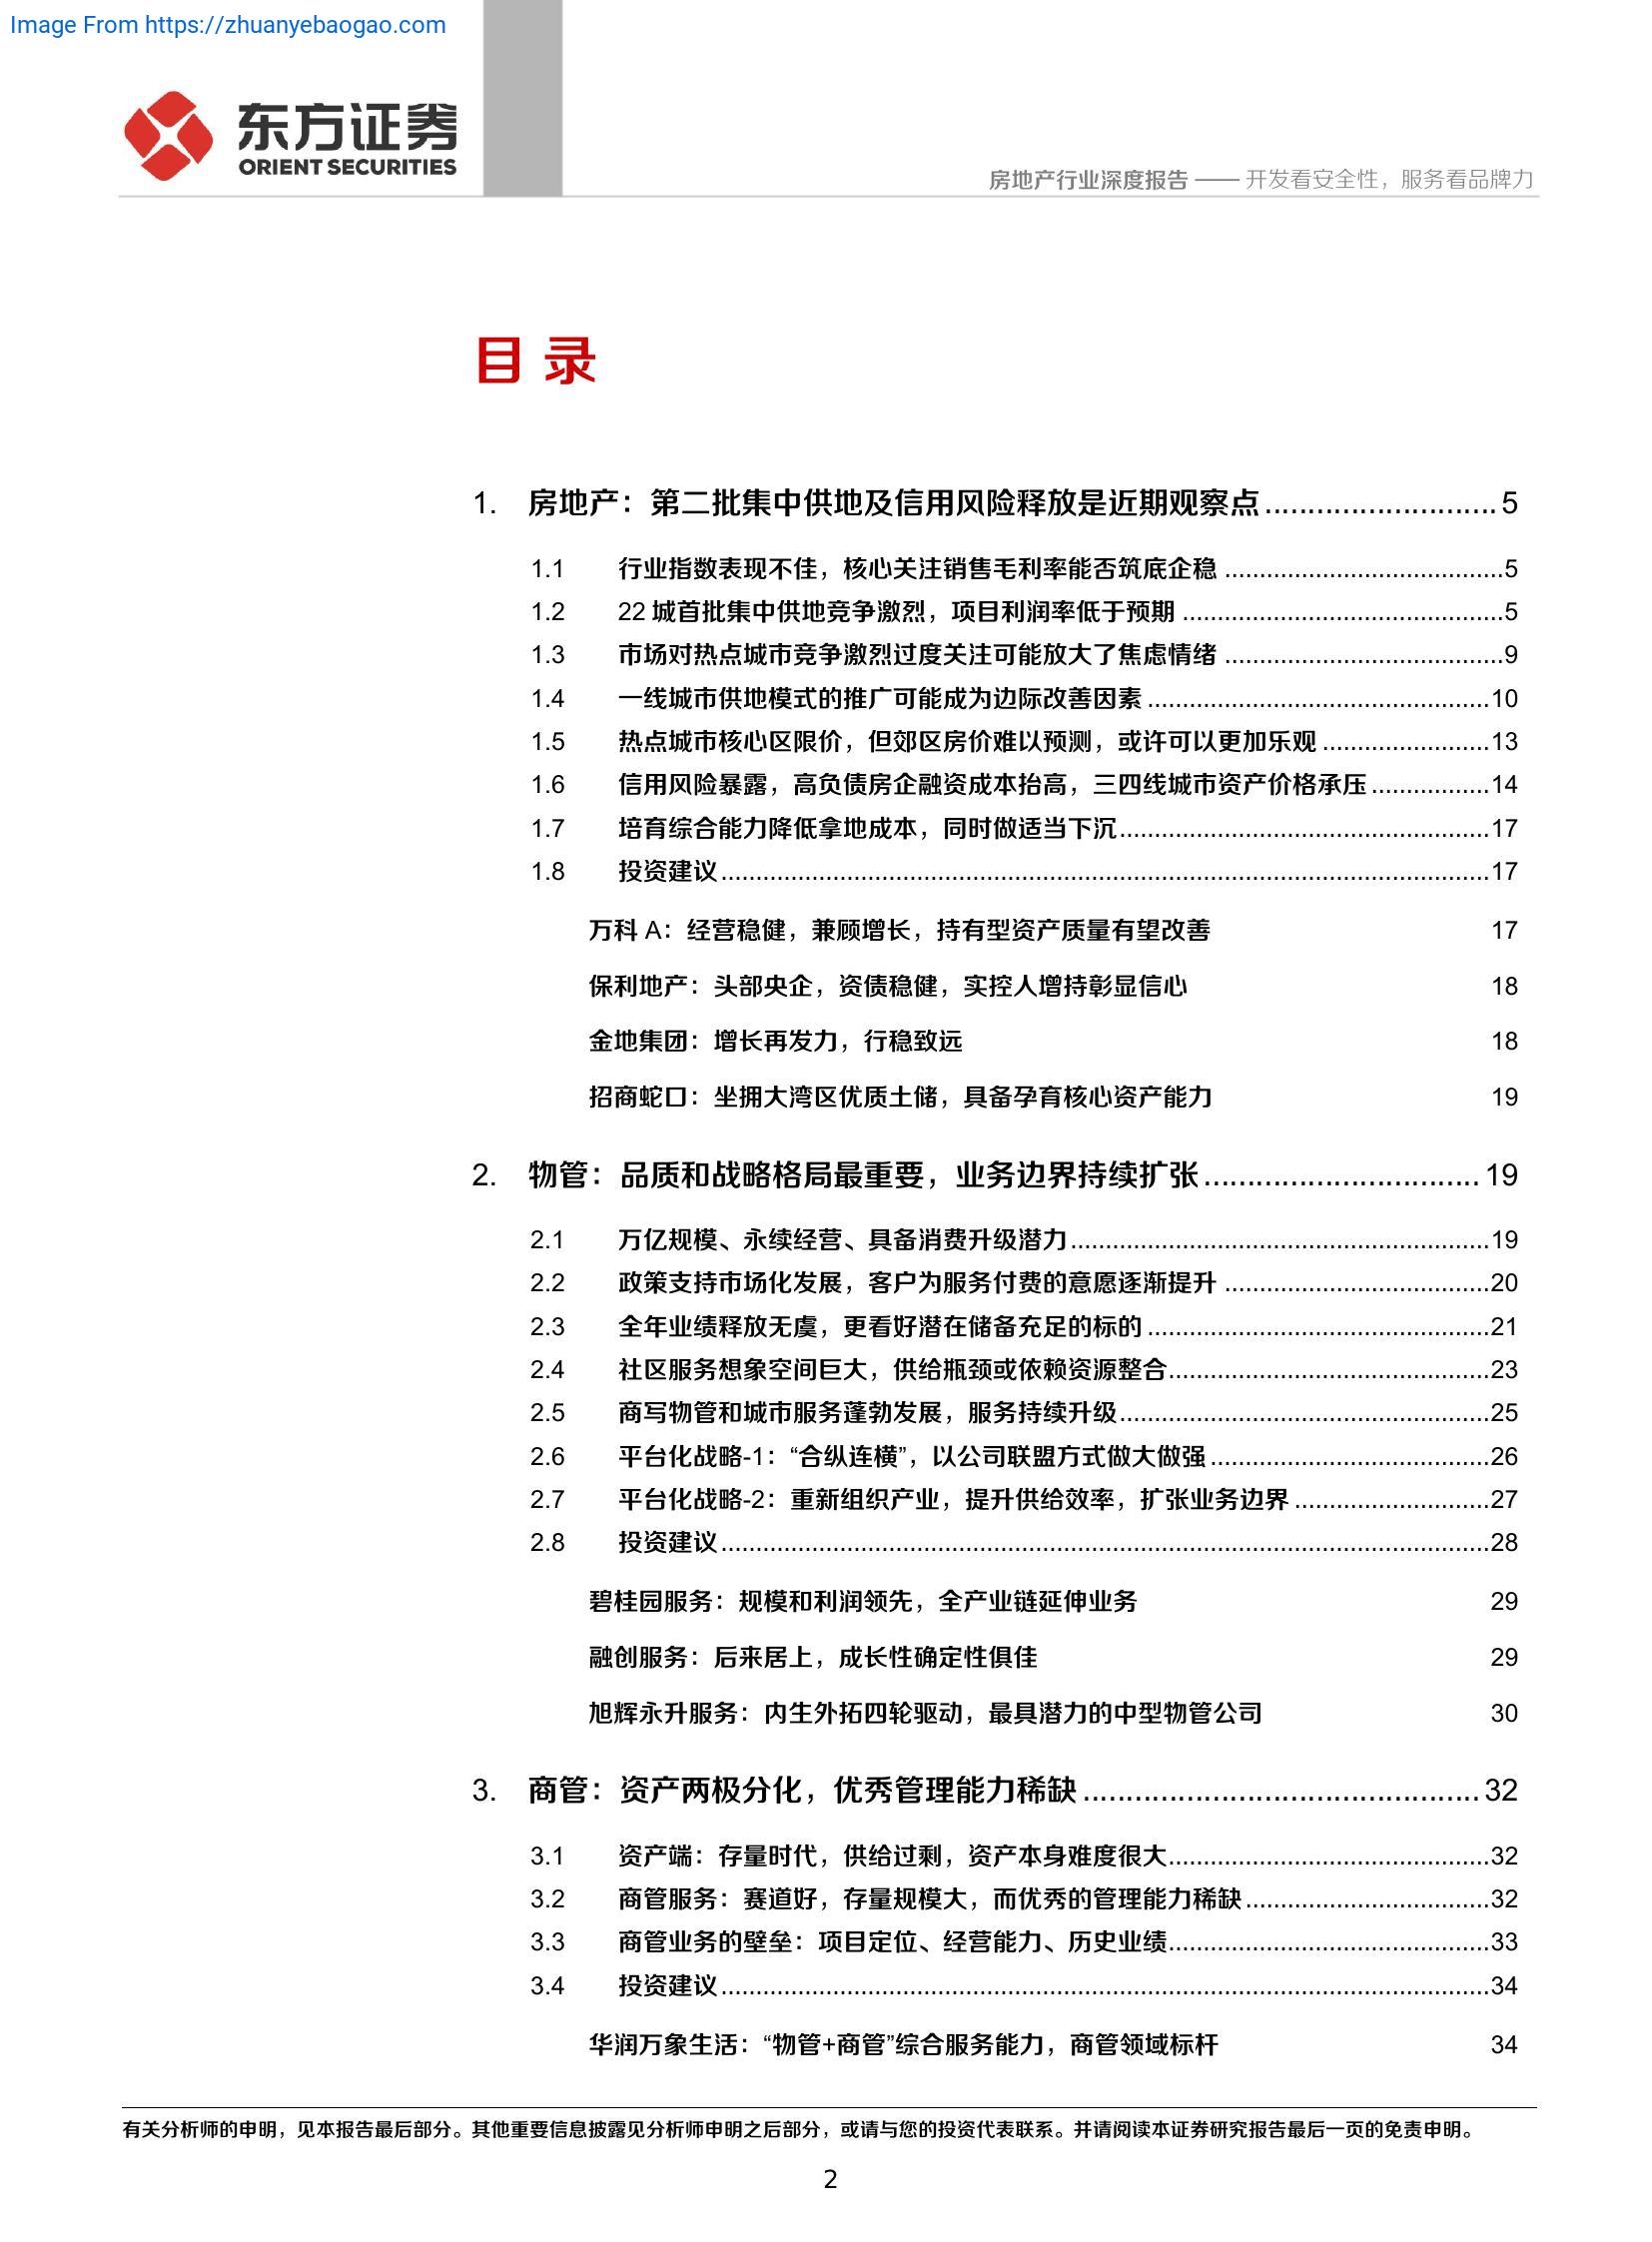 Image From https://zhuanyebaogao.com
东方证券
ORIENT SECURITIES
房地产行业深度报告 —— 开发看安全性，服务看品牌力
目 录
1. 房地产：第二批集中供地及信用风险释放是近期观察点........................... 5
1.1 行业指数表现不佳，核心关注销售毛利率能否筑底企稳 ........................................5
1.2 22 城首批集中供地竞争激烈，项目利润率低于预期 ..............................................5
1.3 市场对热点城市竞争激烈过度关注可能放大了焦虑情绪 ........................................9
1.4 一线城市供地模式的推广可能成为边际改善因素 .................................................10
1.5 热点城市核心区限价，但郊区房价难以预测，或许可以更加乐观 ........................13
1.6 信用风险暴露，高负债房企融资成本抬高，三四线城市资产价格承压 .................14
1.7 培育综合能力降低拿地成本，同时做适当下沉.....................................................17
1.8 投资建议..............................................................................................................17
万科 A：经营稳健，兼顾增长，持有型资产质量有望改善 17
保利地产：头部央企，资债稳健，实控人增持彰显信心 18
金地集团：增长再发力，行稳致远 18
招商蛇口：坐拥大湾区优质土储，具备孕育核心资产能力 19
2. 物管：品质和战略格局最重要，业务边界持续扩张................................ 19
2.1 万亿规模、永续经营、具备消费升级潜力............................................................19
2.2 政策支持市场化发展，客户为服务付费的意愿逐渐提升 ......................................20
2.3 全年业绩释放无虞，更看好潜在储备充足的标的 .................................................21
2.4 社区服务想象空间巨大，供给瓶颈或依赖资源整合..............................................23
2.5 商写物管和城市服务蓬勃发展，服务持续升级.....................................................25
2.6 平台化战略-1：“合纵连横”，以公司联盟方式做大做强 ........................................26
2.7 平台化战略-2：重新组织产业，提升供给效率，扩张业务边界 ............................27
2.8 投资建议..............................................................................................................28
碧桂园服务：规模和利润领先，全产业链延伸业务 29
融创服务：后来居上，成长性确定性俱佳 29
旭辉永升服务：内生外拓四轮驱动，最具潜力的中型物管公司 30
3. 商管：资产两极分化，优秀管理能力稀缺.............................................. 32
3.1 资产端：存量时代，供给过剩，资产本身难度很大..............................................32
3.2 商管服务：赛道好，存量规模大，而优秀的管理能力稀缺 ...................................32
3.3 商管业务的壁垒：项目定位、经营能力、历史业绩..............................................33
3.4 投资建议..............................................................................................................34
华润万象生活：“物管+商管”综合服务能力，商管领域标杆 34
有关分析师的申明，见本报告最后部分。其他重要信息披露见分析师申明之后部分，或请与您的投资代表联系。并请阅读本证券研究报告最后一页的免责申明。
2